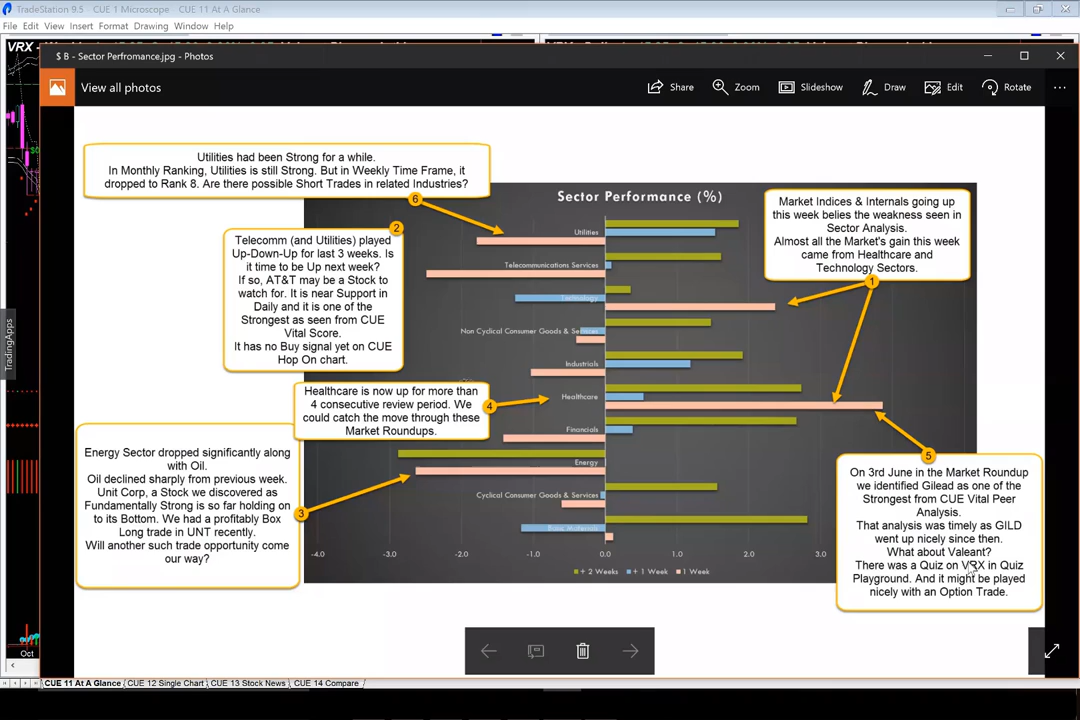 TradeStation 9.5 - CUE 1 Microscope - CUE 11 At A Glance
File Edit View Insert Format Drawing Window Help
VRX
$ B - Sector Perfromance.jpg - Photos
View all photos
Share
Zoom
Slideshow
Draw
Edit
Rotate
Utilities had been Strong for a while.
In Monthly Ranking, Utilities is still Strong. But in Weekly Time Frame, it
dropped to Rank 8. Are there possible Short Trades in related Industries?
6
Sector Performance (%)
Market Indices & Internals going up
this week belies the weakness seen in
Sector Analysis.
Almost all the Market's gain this week
came from Healthcare and
Technology Sectors.
1
2
Telecomm (and Utilities) played
Up-Down-Up for last 3 weeks. Is
it time to be Up next week?
If so, AT&T may be a Stock to
watch for. It is near Support in
Daily and it is one of the
Strongest as seen from CUE
Vital Score.
It has no Buy signal yet on CUE
Hop On chart.
Utilities
Telecommunications Services
Technology
Non Cyclical Consumer Goods & Services
Industrials
Healthcare
Financials
Energy
Cyclical Consumer Goods & Services
Basic Materials
-4.0 -3.0 -2.0 -1.0 0.0 1.0 2.0 3.0
+ 2 Weeks + 1 Week 1 Week
Healthcare is now up for more than
4 consecutive review period. We
could catch the move through these
Market Roundups.
4
Energy Sector dropped significantly along
with Oil.
Oil declined sharply from previous week.
Unit Corp, a Stock we discovered as
Fundamentally Strong is so far holding on
to its Bottom. We had a profitably Box
Long trade in UNT recently.
Will another such trade opportunity come
our way?
3
5
On 3rd June in the Market Roundup
we identified Gilead as one of the
Strongest from CUE Vital Peer
Analysis.
That analysis was timely as GILD
went up nicely since then.
What about Valeant?
There was a Quiz on VRX in Quiz
Playground. And it might be played
nicely with an Option Trade.
TradingApps
Oct
CUE 11 At A Glance CUE 12 Single Chart CUE 13 Stock News CUE 14 Compare